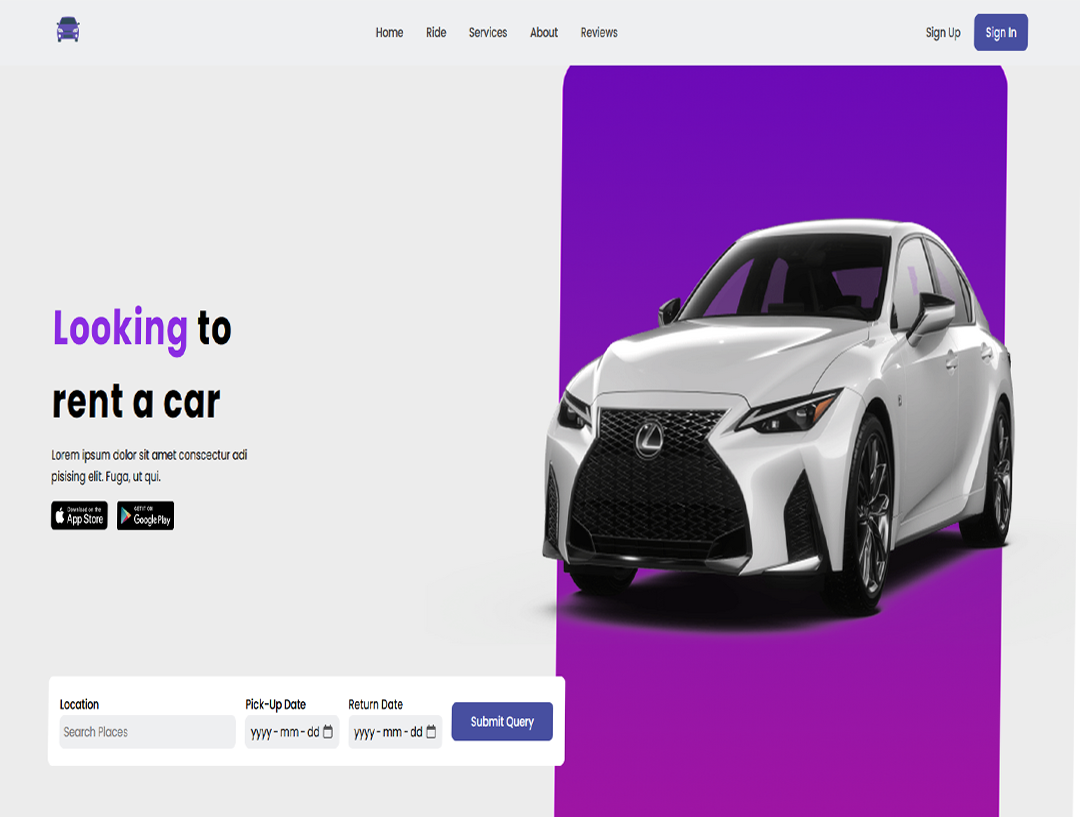 Home Ride Services About Reviews Sign Up Sign In
Looking to
rent a car
Lorem ipsum dolor sit amet conscectur adi
pisising elit. Fuga, ut qui.
Download on the GET IT ON
App Store Google Play
Location Pick-Up Date Return Date
Search Places yyyy - mm - dd yyyy - mm - dd Submit Query